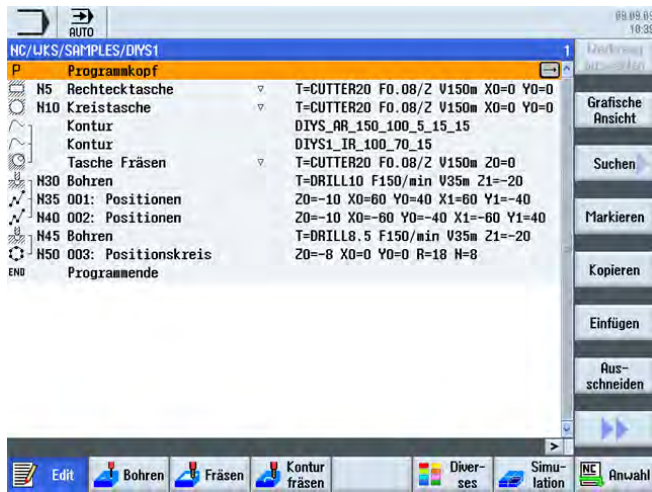 AUTO
10:39
NC/WKS/SAMPLES/DIYS1 1
P Programmkopf
N5 Rechtecktasche T=CUTTER20 F0.08/Z V150m X0=0 Y0=0
N10 Kreistasche T=CUTTER20 F0.08/Z V150m X0=0 Y0=0
Kontur DIYS_AR_150_100_5_15_15
Kontur DIYS1_IR_100_70_15
Tasche Fräsen T=CUTTER20 F0.08/Z V150m Z0=0
N30 Bohren T=DRILL10 F150/min V35m Z1=-20
N35 001: Positionen Z0=-10 X0=60 Y0=40 X1=60 Y1=-40
N40 002: Positionen Z0=-10 X0=-60 Y0=-40 X1=-60 Y1=40
N45 Bohren T=DRILL8.5 F150/min V35m Z1=-20
N50 003: Positionskreis Z0=-8 X0=0 Y0=0 R=18 N=8
END Programmende
Grafische
Ansicht
Suchen
Markieren
Kopieren
Einfügen
Aus-
schneiden
Edit
Bohren
Fräsen
Kontur
fräsen
Diver-
ses
Simu-
lation
NC Anwahl